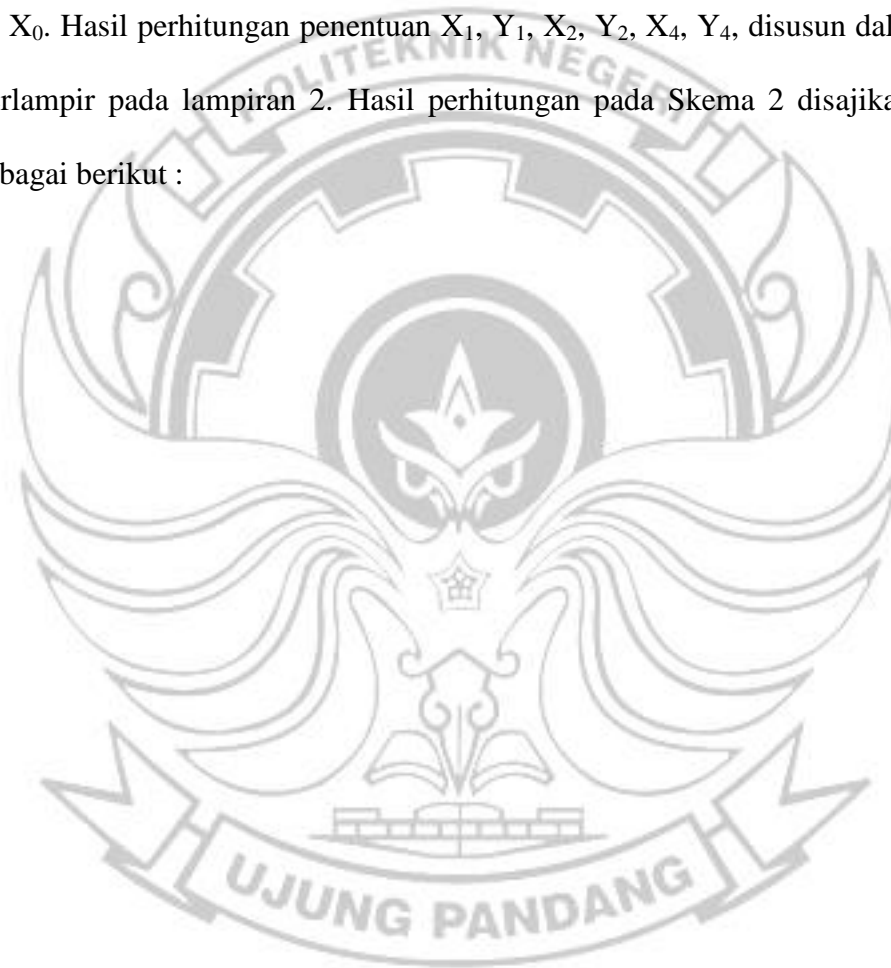 X₀. Hasil perhitungan penentuan X₁, Y₁, X₂, Y₂, X₄, Y₄, disusun dal
rlampir pada lampiran 2. Hasil perhitungan pada Skema 2 disajika
bagai berikut :
POLITEKNIK NEGERI
UJUNG PANDANG